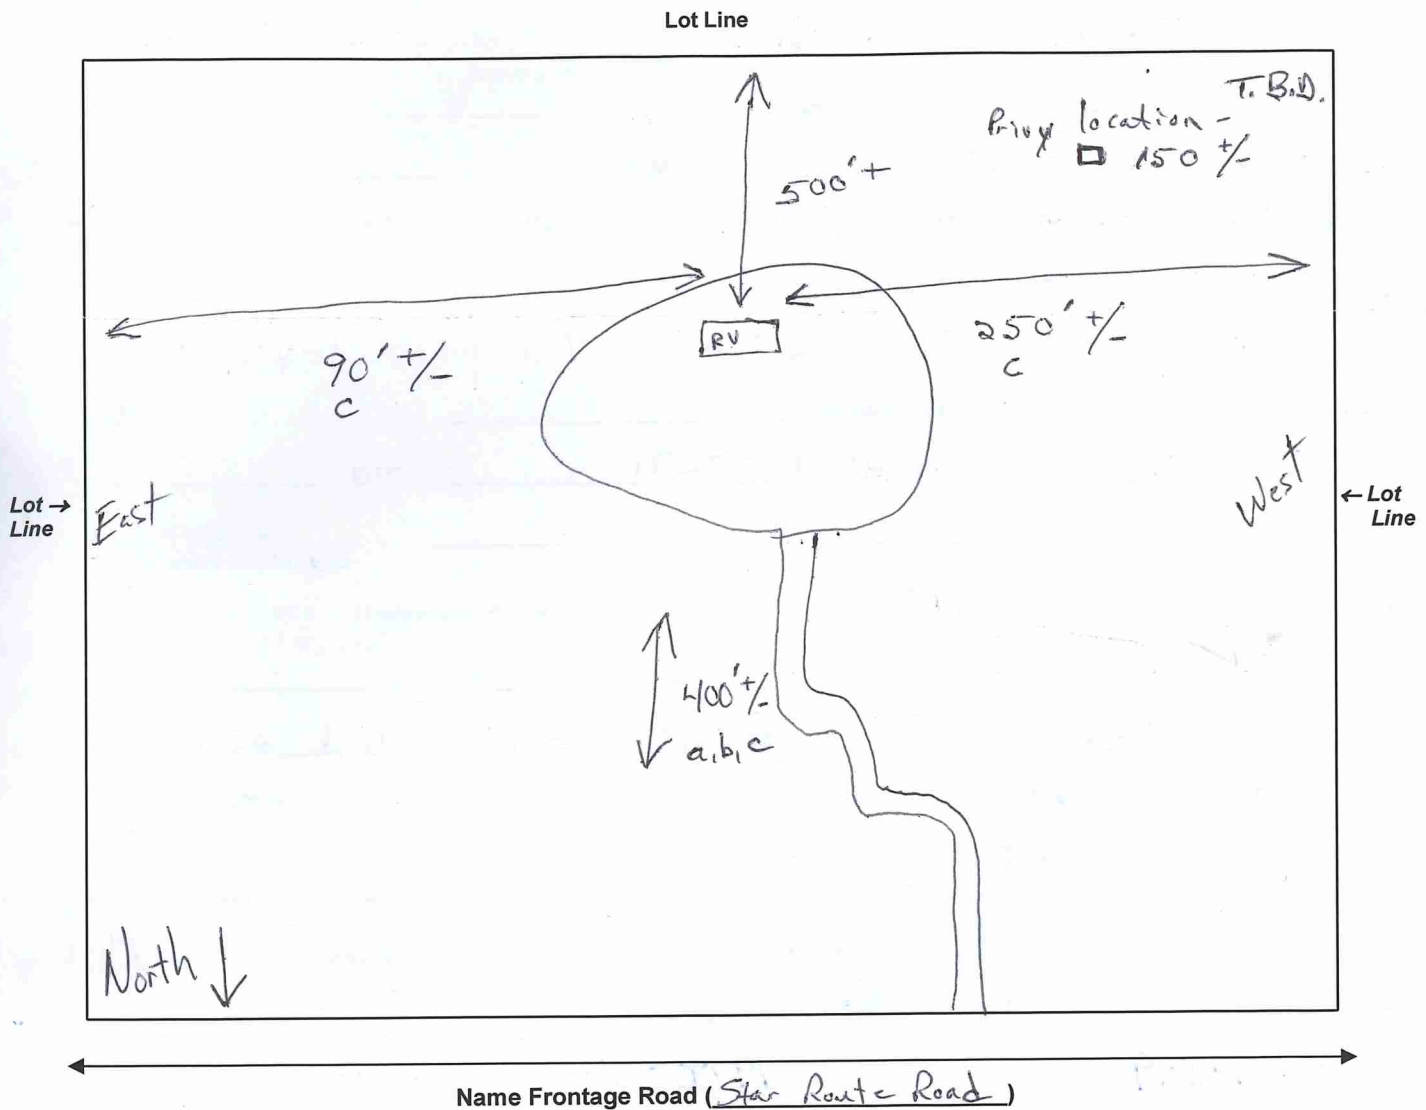 Lot Line
T. B.D.
Privy location -
150 +/-
500'+
90' +/-
c
250' +/-
c
RV
Lot →
Line
East
West
← Lot
Line
400' +/-
a,b,c
North ↓
Name Frontage Road (Star Route Road)